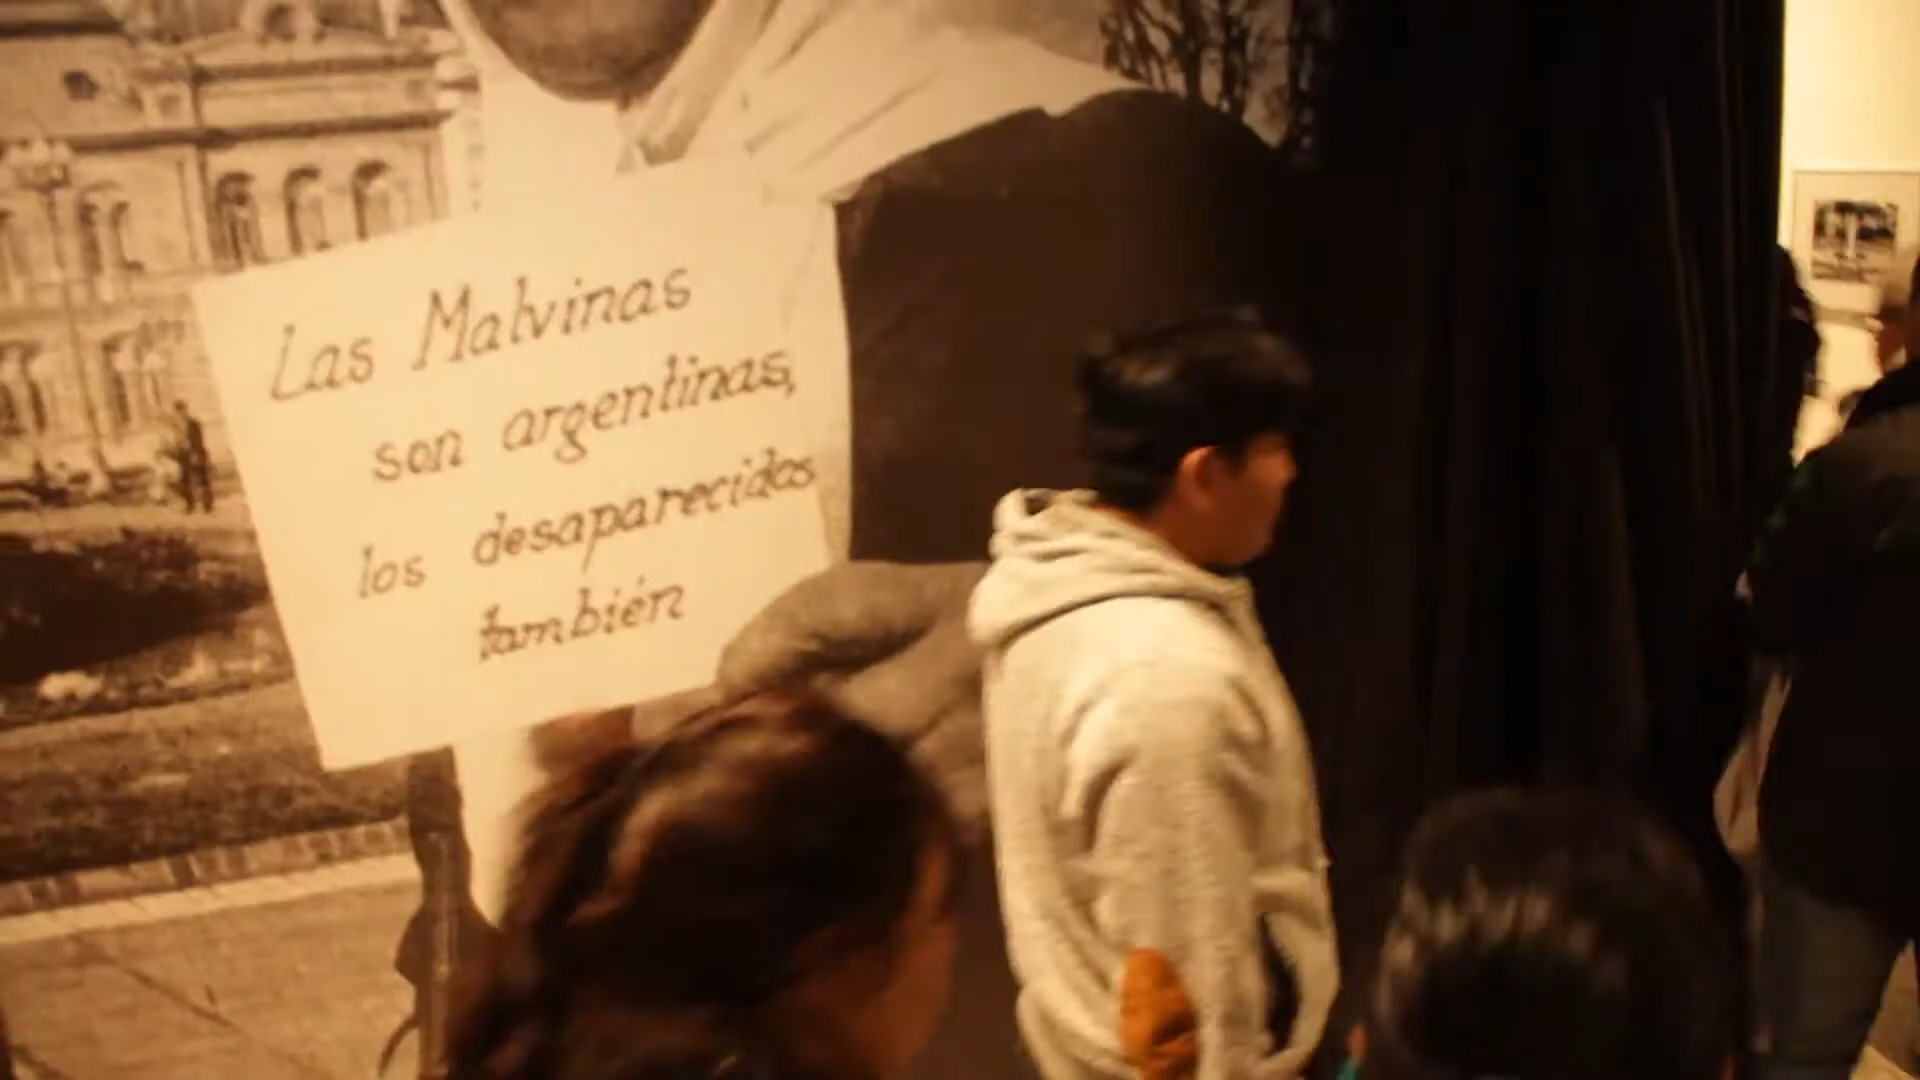 Las Malvinas
son argentinas,
los desaparecidos
también